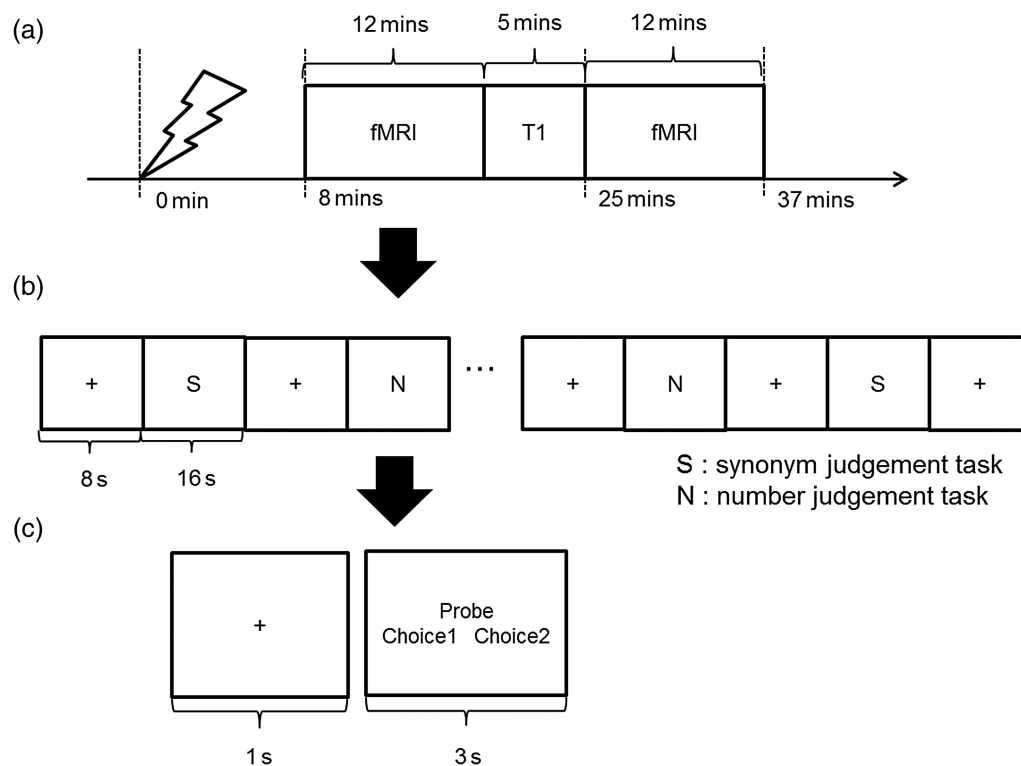 (a)
12 mins 5 mins 12 mins
fMRI T1 fMRI
0 min 8 mins 25 mins 37 mins
(b)
+ S + N ... + N + S +
8 s 16 s
S : synonym judgement task
N : number judgement task
(c)
+
Probe
Choice1 Choice2
1 s 3 s